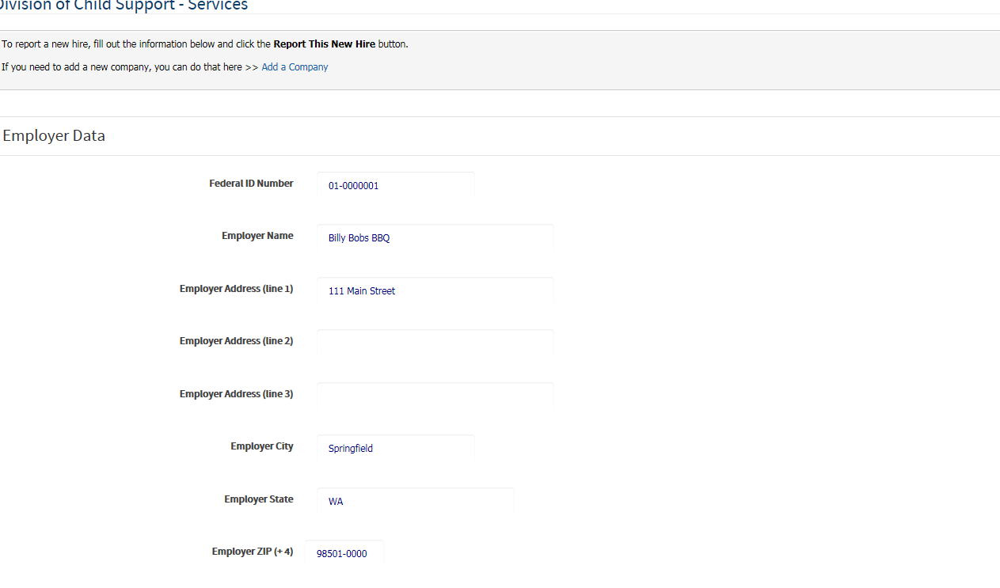 Division of Child Support - Services
To report a new hire, fill out the information below and click the Report This New Hire button.
If you need to add a new company, you can do that here >> Add a Company
Employer Data
Federal ID Number 01-0000001
Employer Name Billy Bobs BBQ
Employer Address (line 1) 111 Main Street
Employer Address (line 2)
Employer Address (line 3)
Employer City Springfield
Employer State WA
Employer ZIP (+ 4) 98501-0000